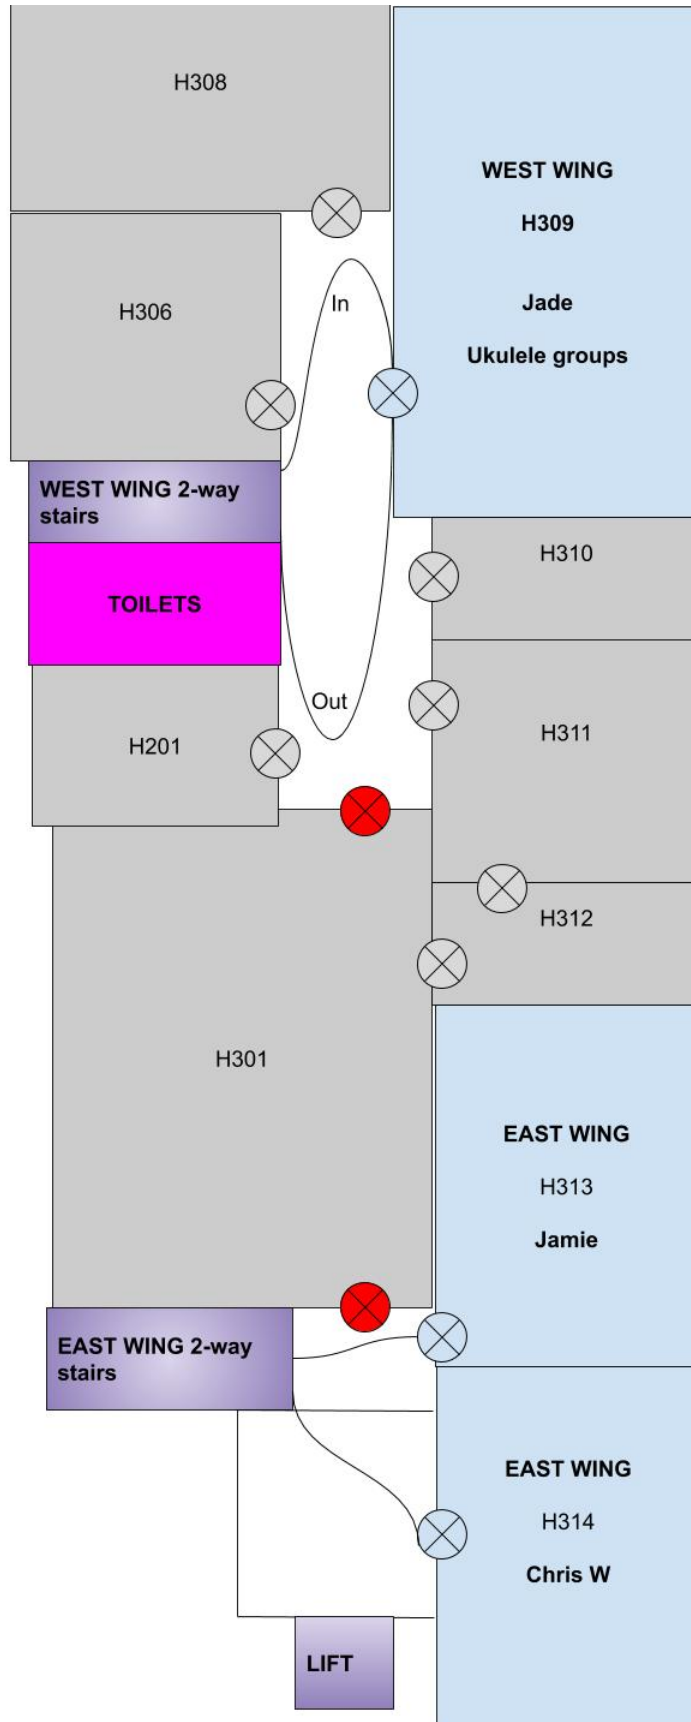 H308
WEST WING
H309
Jade
Ukulele groups
In
H306
WEST WING 2-way
stairs
TOILETS
H310
Out
H311
H201
H312
H301
EAST WING
H313
Jamie
EAST WING 2-way
stairs
EAST WING
H314
Chris W
LIFT